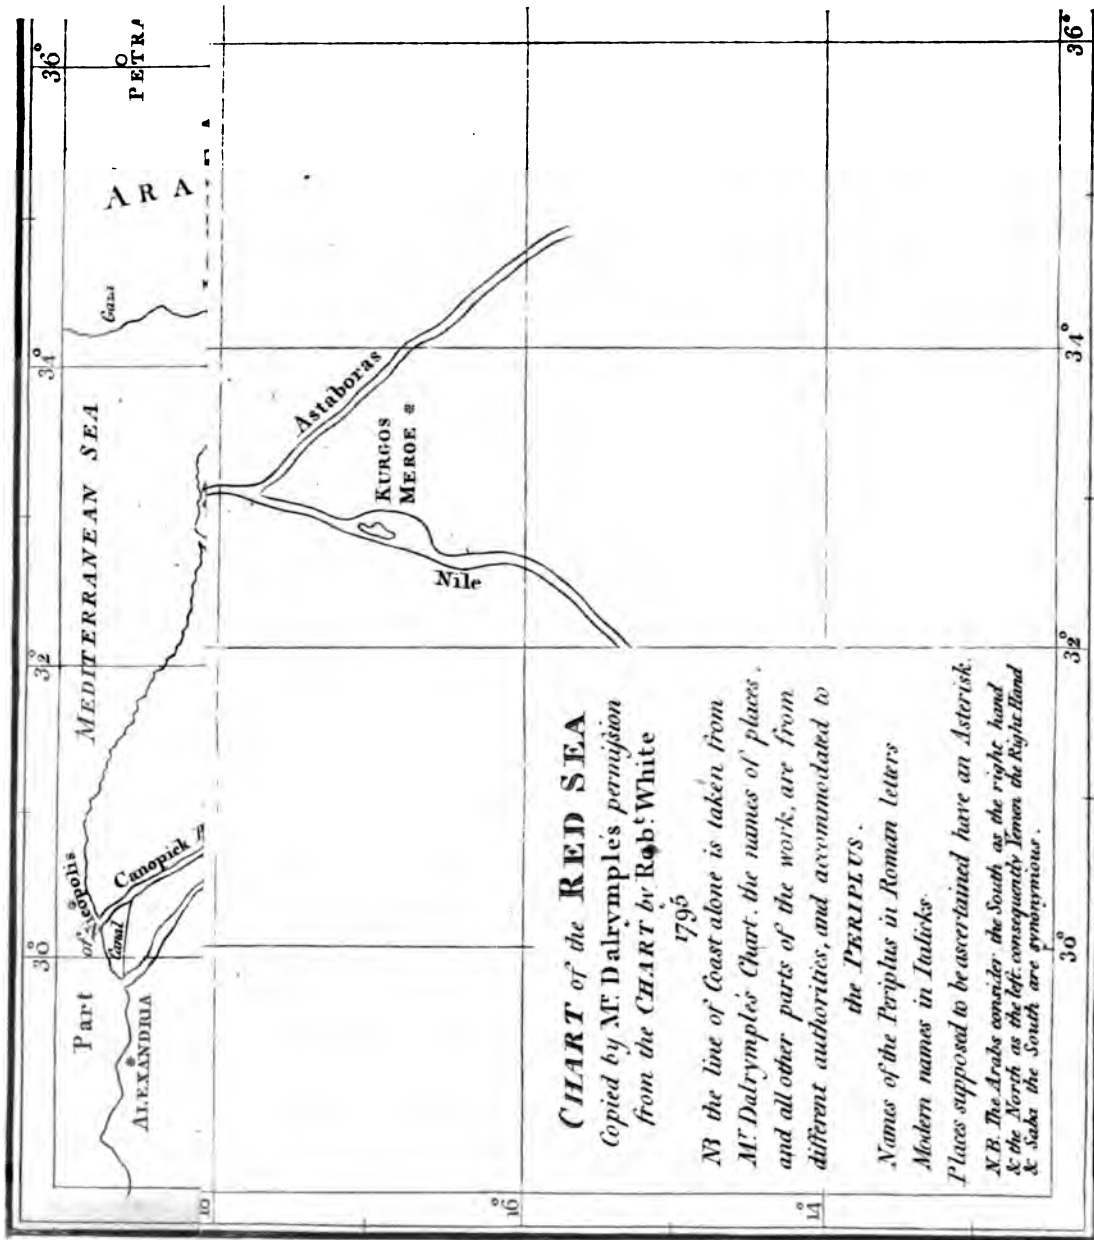 36°
34°
32°
30°
PETRA
ARA
Gaza
MEDITERRANEAN SEA
Canopick
Canal
Part of
ALEXANDRIA
Astaboras
KURGOS
MEROE *
Nile
CHART of the RED SEA
Copied by Mr. Dalrymple's permission
from the CHART by Robt. White
1795
NB the line of Coast alone is taken from
Mr. Dalrymple's Chart. the names of places,
and all other parts of the work, are from
different authorities, and accommodated to
the PERIPLUS.
Names of the Periplus in Roman letters
Modern names in Italicks
Places supposed to be ascertained have an Asterisk.
N.B. The Arabs consider the South as the right hand
& the North as the left. consequently Yemen the Right Hand
& Saba the South are synonymous.
16°
14
36°
34°
32°
30°